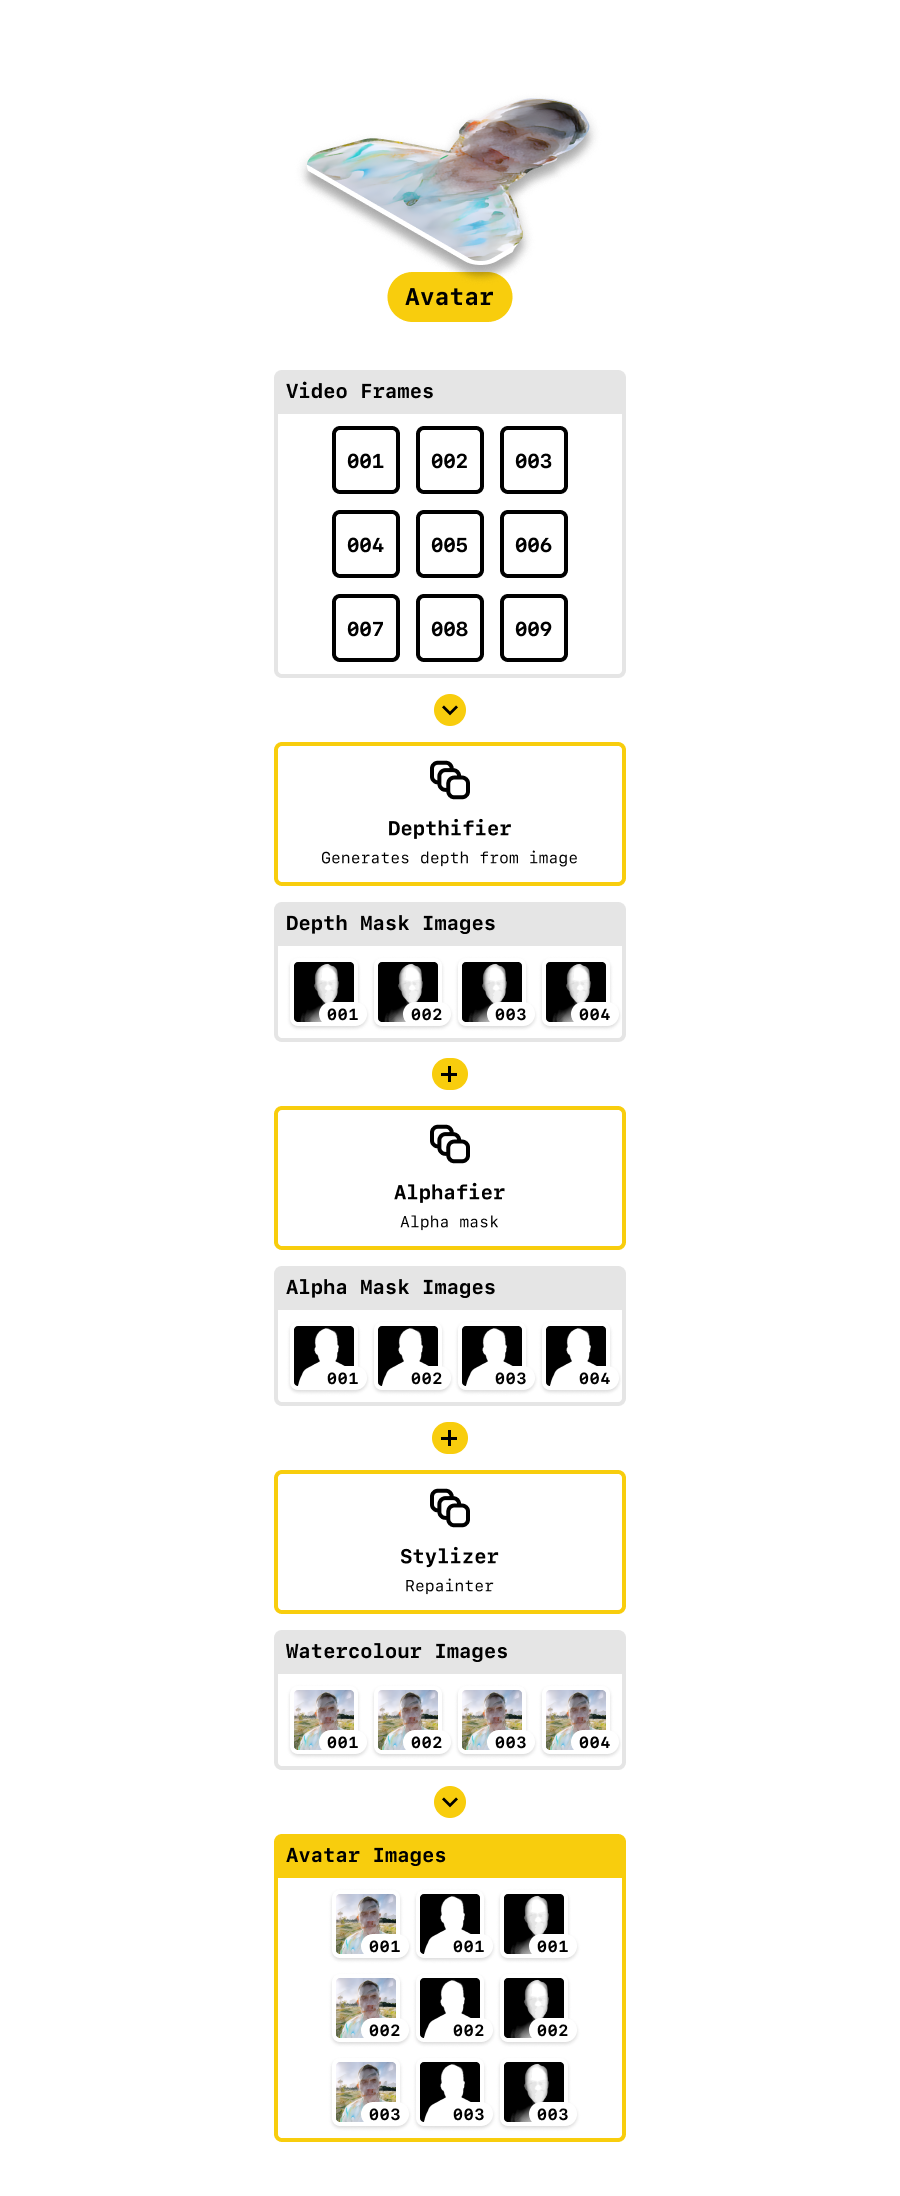 Avatar
Video Frames
001 002 003
004 005 006
007 008 009
Depthifier
Generates depth from image
Depth Mask Images
001 002 003 004
Alphafier
Alpha mask
Alpha Mask Images
001 002 003 004
Stylizer
Repainter
Watercolour Images
001 002 003 004
Avatar Images
001 001 001
002 002 002
003 003 003